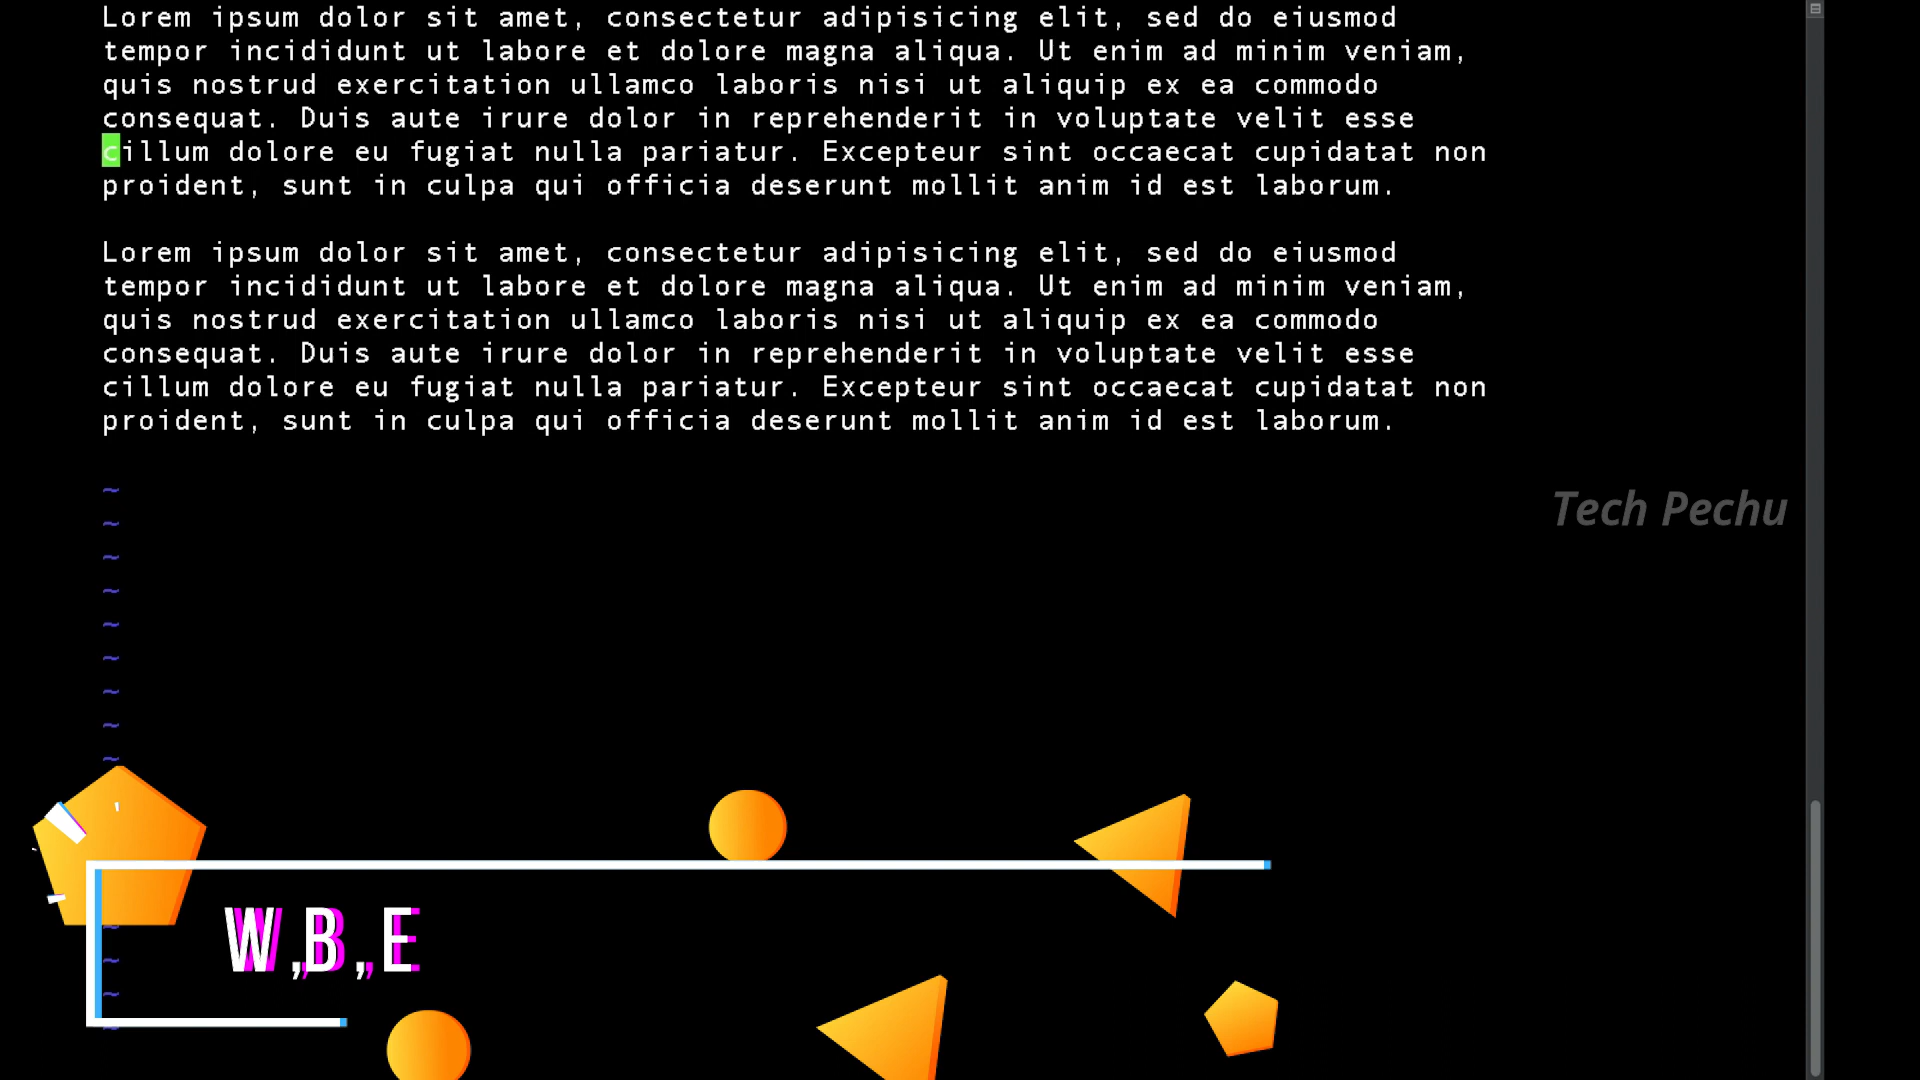 Lorem ipsum dolor sit amet, consectetur adipisicing elit, sed do eiusmod
tempor incididunt ut labore et dolore magna aliqua. Ut enim ad minim veniam,
quis nostrud exercitation ullamco laboris nisi ut aliquip ex ea commodo
consequat. Duis aute irure dolor in reprehenderit in voluptate velit esse
cillum dolore eu fugiat nulla pariatur. Excepteur sint occaecat cupidatat non
proident, sunt in culpa qui officia deserunt mollit anim id est laborum.

Lorem ipsum dolor sit amet, consectetur adipisicing elit, sed do eiusmod
tempor incididunt ut labore et dolore magna aliqua. Ut enim ad minim veniam,
quis nostrud exercitation ullamco laboris nisi ut aliquip ex ea commodo
consequat. Duis aute irure dolor in reprehenderit in voluptate velit esse
cillum dolore eu fugiat nulla pariatur. Excepteur sint occaecat cupidatat non
proident, sunt in culpa qui officia deserunt mollit anim id est laborum.

~
Tech Pechu
~
~
~
~
~
~
~
~
~
W,B,E
~
~
~